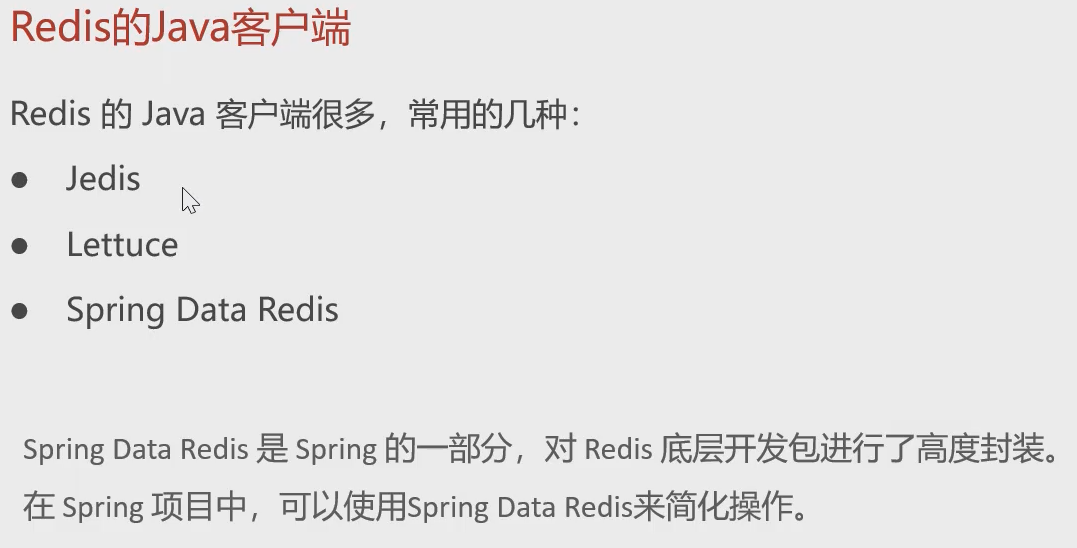 Redis的Java客户端
Redis 的 Java 客户端很多，常用的几种：
● Jedis
● Lettuce
● Spring Data Redis
Spring Data Redis 是 Spring 的一部分，对 Redis 底层开发包进行了高度封装。
在 Spring 项目中，可以使用Spring Data Redis来简化操作。